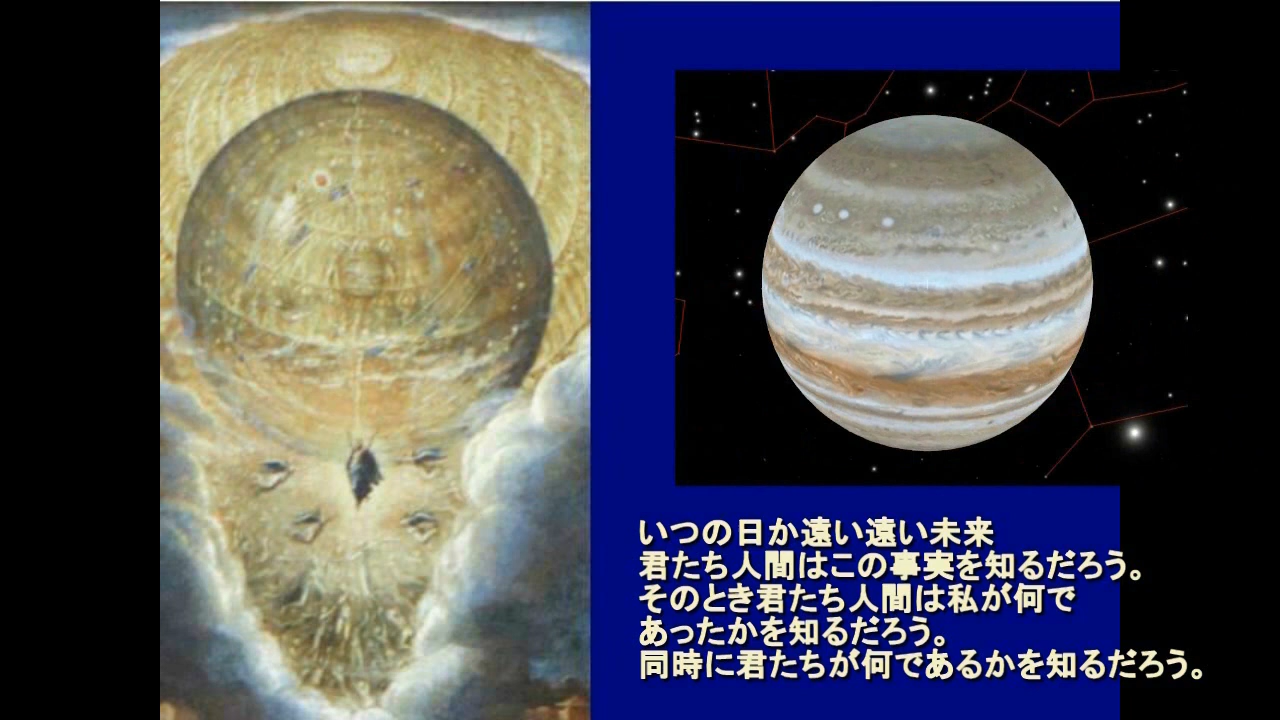 いつの日か遠い遠い未来
君たち人間はこの事実を知るだろう。
そのとき君たち人間は私が何で
あったかを知るだろう。
同時に君たちが何であるかを知るだろう。